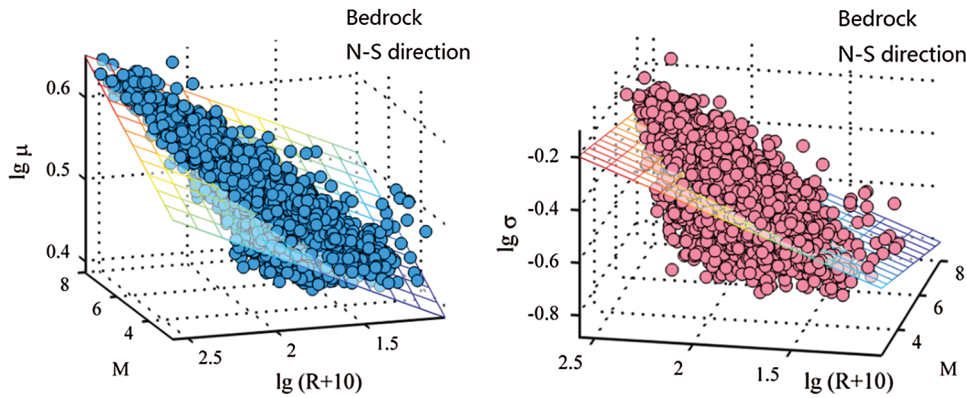 Bedrock
N-S direction
0.6
0.5
0.4
lg μ
8
6
4
M
2.5
2
1.5
lg (R+10)
Bedrock
N-S direction
-0.2
-0.4
-0.6
-0.8
lg σ
2.5
2
1.5
lg (R+10)
8
6
4
M